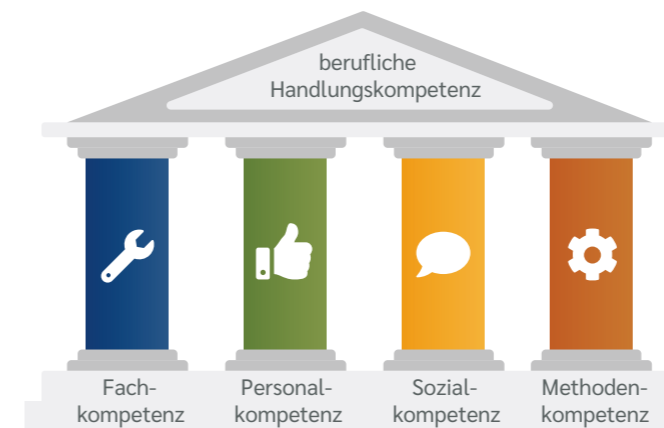 berufliche
Handlungskompetenz
Fach-
kompetenz
Personal-
kompetenz
Sozial-
kompetenz
Methoden-
kompetenz